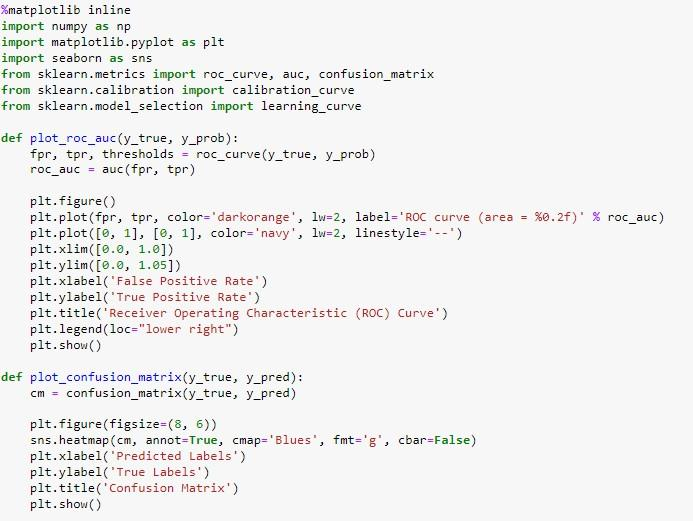 %matplotlib inline
import numpy as np
import matplotlib.pyplot as plt
import seaborn as sns
from sklearn.metrics import roc_curve, auc, confusion_matrix
from sklearn.calibration import calibration_curve
from sklearn.model_selection import learning_curve

def plot_roc_auc(y_true, y_prob):
    fpr, tpr, thresholds = roc_curve(y_true, y_prob)
    roc_auc = auc(fpr, tpr)

    plt.figure()
    plt.plot(fpr, tpr, color='darkorange', lw=2, label='ROC curve (area = %0.2f)' % roc_auc)
    plt.plot([0, 1], [0, 1], color='navy', lw=2, linestyle='--')
    plt.xlim([0.0, 1.0])
    plt.ylim([0.0, 1.05])
    plt.xlabel('False Positive Rate')
    plt.ylabel('True Positive Rate')
    plt.title('Receiver Operating Characteristic (ROC) Curve')
    plt.legend(loc="lower right")
    plt.show()

def plot_confusion_matrix(y_true, y_pred):
    cm = confusion_matrix(y_true, y_pred)

    plt.figure(figsize=(8, 6))
    sns.heatmap(cm, annot=True, cmap='Blues', fmt='g', cbar=False)
    plt.xlabel('Predicted Labels')
    plt.ylabel('True Labels')
    plt.title('Confusion Matrix')
    plt.show()